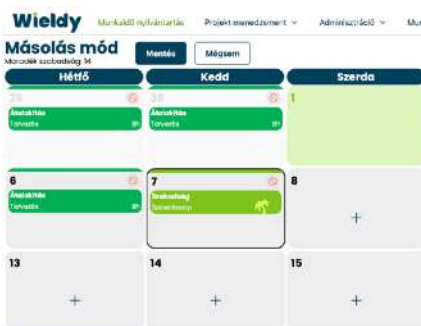 Wieldy Munkaidő nyilvántartás Projekt menedzsment Adminisztráció
Másolás mód Mentés Mégsem
Maradék szabadság: 14
Hétfő Kedd Szerda
29 30 1
Átalakítás Átalakítás
Tervezés 8h Tervezés 8h
6 7 8
Átalakítás Szabadság
Tervezés 8h
13 14 15